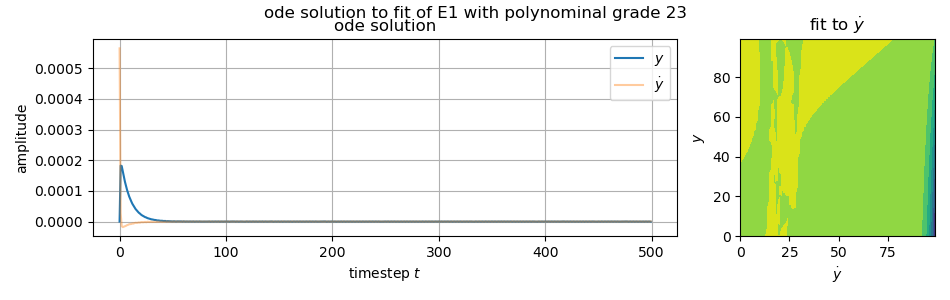 ode solution to fit of E1 with polynominal grade 23
ode solution
amplitude
0.0005
0.0004
0.0003
0.0002
0.0001
0.0000
0 100 200 300 400 500
timestep t
y
ẏ
fit to ẏ
y
80
60
40
20
0
0 25 50 75
ẏ